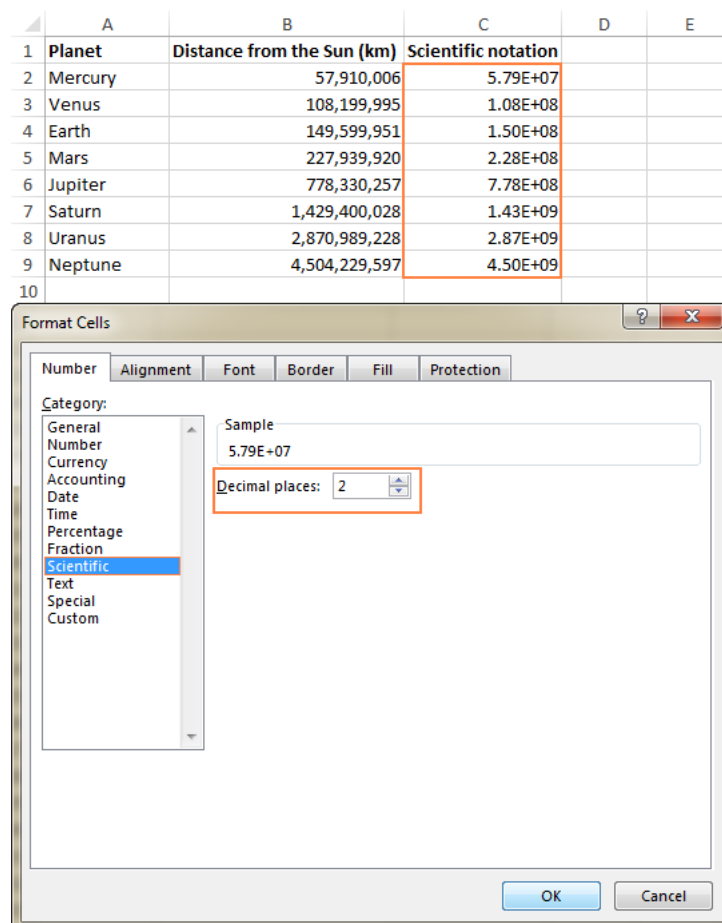 A B C D E
1 Planet Distance from the Sun (km) Scientific notation
2 Mercury 57,910,006 5.79E+07
3 Venus 108,199,995 1.08E+08
4 Earth 149,599,951 1.50E+08
5 Mars 227,939,920 2.28E+08
6 Jupiter 778,330,257 7.78E+08
7 Saturn 1,429,400,028 1.43E+09
8 Uranus 2,870,989,228 2.87E+09
9 Neptune 4,504,229,597 4.50E+09
10
Format Cells ? X
Number Alignment Font Border Fill Protection
Category:
General
Number
Currency
Accounting
Date
Time
Percentage
Fraction
Scientific
Text
Special
Custom
Sample
5.79E+07
Decimal places: 2
OK Cancel